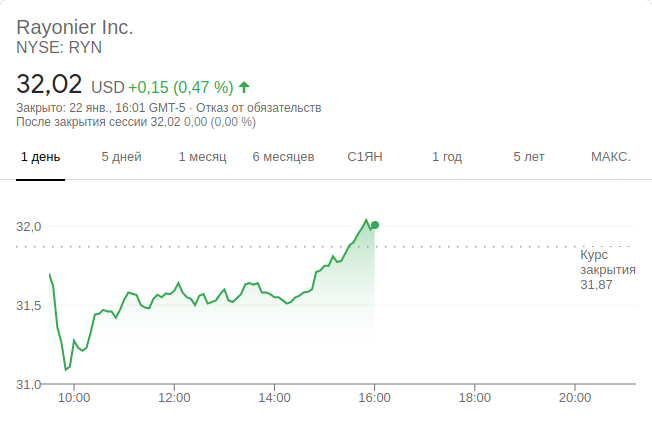 Rayonier Inc.
NYSE: RYN
32,02 USD +0,15 (0,47 %)
Закрыто: 22 янв., 16:01 GMT-5 · Отказ от обязательств
После закрытия сессии 32,02 0,00 (0,00 %)
1 день 5 дней 1 месяц 6 месяцев С1ЯН 1 год 5 лет МАКС.
32,0
Курс
закрытия
31,87
31,5
31,0
10:00 12:00 14:00 16:00 18:00 20:00